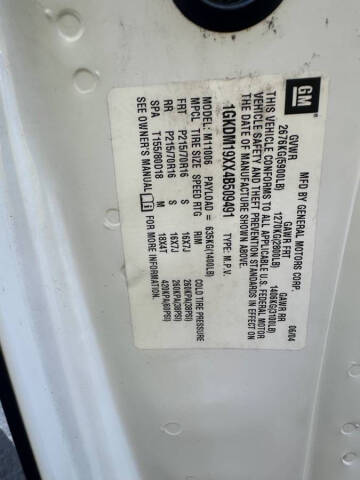 GM
MFD BY GENERAL MOTORS CORP.
06/04
GVWR GAWR FRT GAWR RR
2676KG(5900LB) 1270KG(2800LB) 1406KG(3100LB)
THIS VEHICLE CONFORMS TO ALL APPLICABLE U.S. FEDERAL MOTOR
VEHICLE SAFETY AND THEFT PREVENTION STANDARDS IN EFFECT ON
THE DATE OF MANUFACTURE SHOWN ABOVE.
1GKDM19XX4B509491 TYPE: M.P.V.
M11006 PAYLOAD = 635KG(1400LB)
MPCL TIRE SIZE SPEED RTG RIM COLD TIRE PRESSURE
FRT P215/70R16 S 16X7J 260KPA(38PSI)
RR P215/70R16 S 16X7J 260KPA(38PSI)
SPA T155/80D18 M 18X4T 420KPA(60PSI)
SEE OWNER'S MANUAL i FOR MORE INFORMATION.